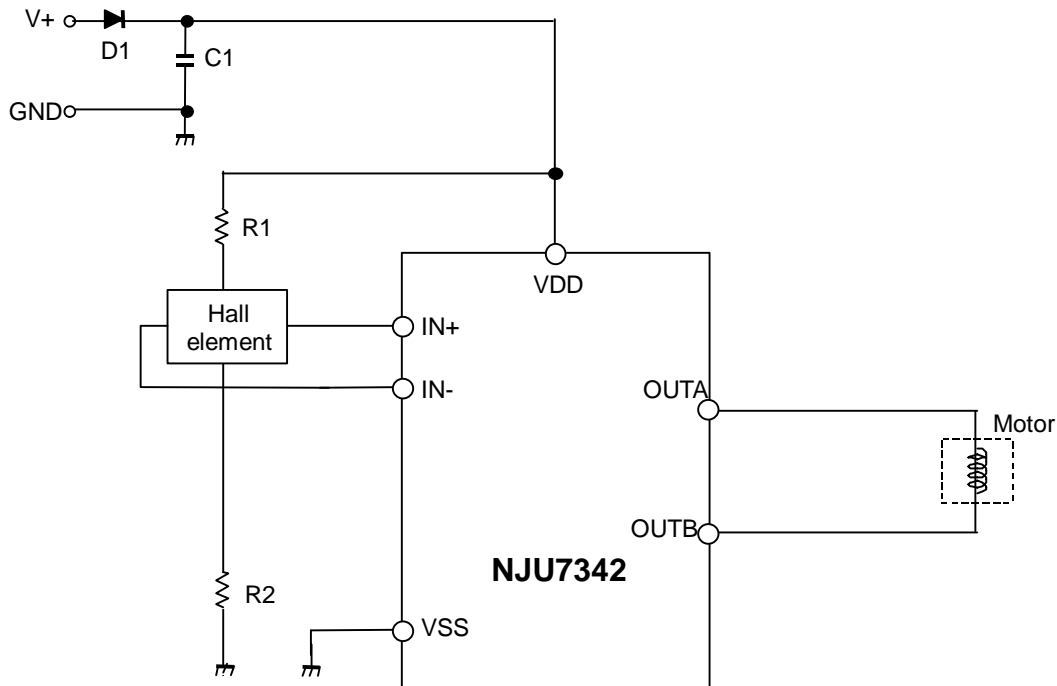 V+
D1
C1
GND
R1
VDD
Hall
element
IN+
IN-
OUTA
Motor
OUTB
NJU7342
R2
VSS